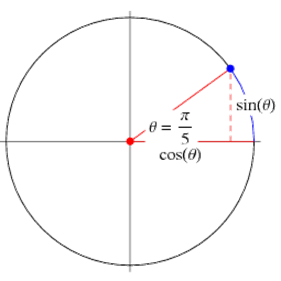 sin(θ)
θ = π/5
cos(θ)